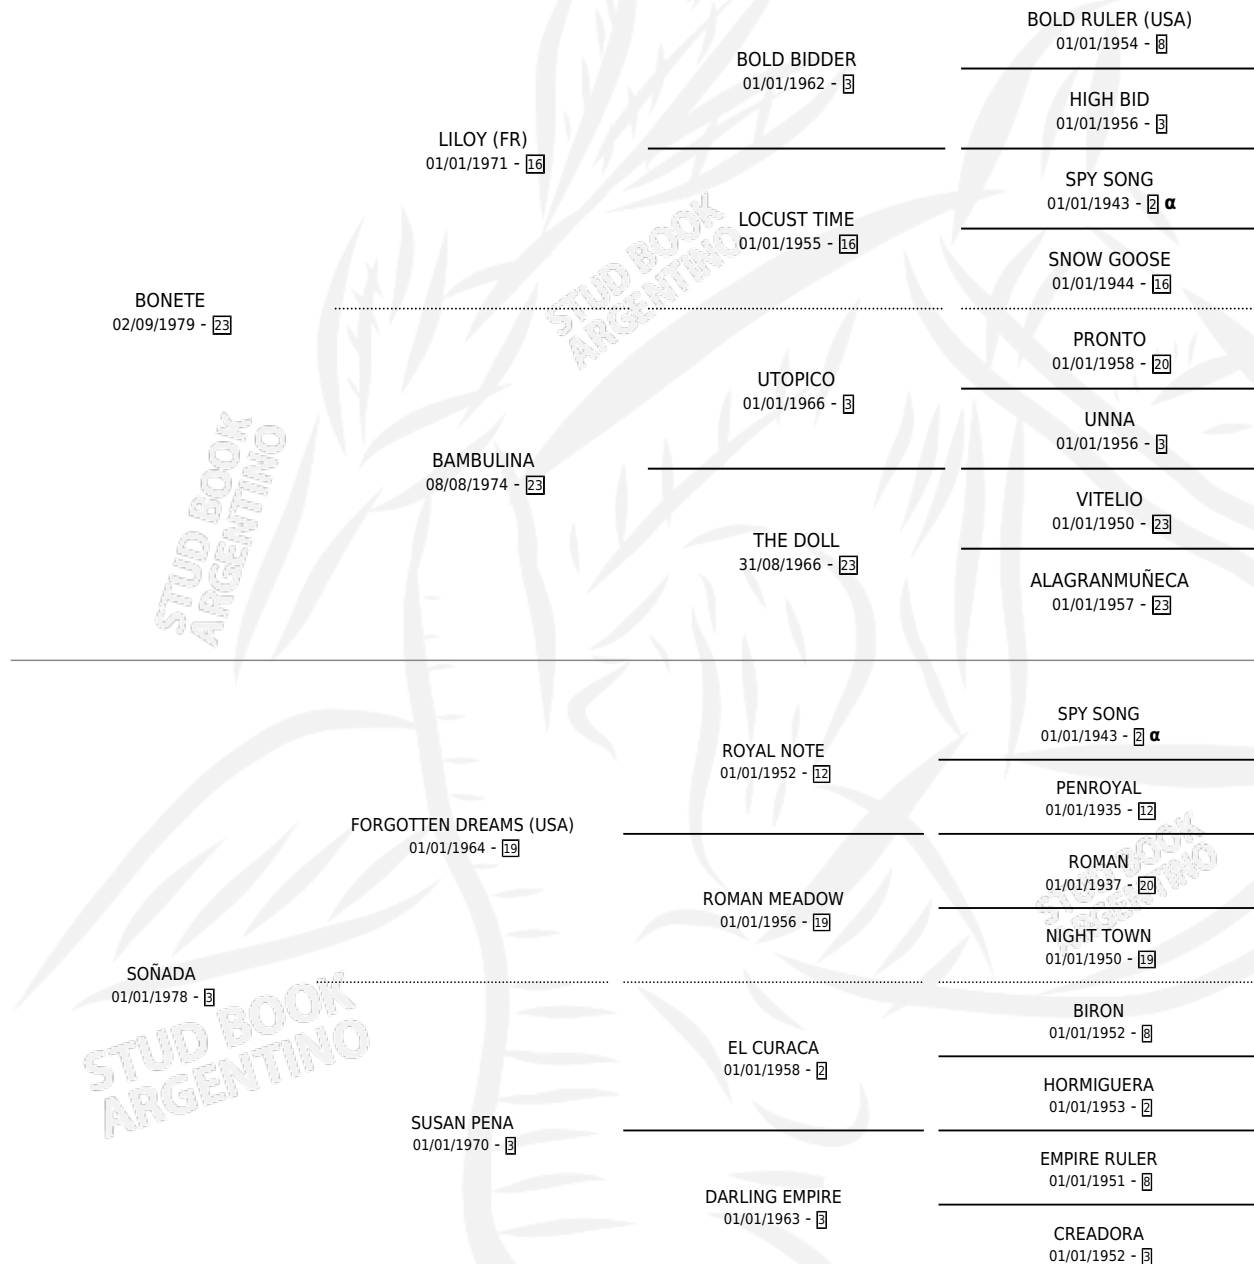 BOLD RULER (USA)
01/01/1954 - 8
BOLD BIDDER
01/01/1962 - 3
HIGH BID
01/01/1956 - 3
LILOY (FR)
01/01/1971 - 16
SPY SONG
01/01/1943 - 2 α
LOCUST TIME
01/01/1955 - 16
SNOW GOOSE
01/01/1944 - 16
BONETE
02/09/1979 - 23
PRONTO
01/01/1958 - 20
UTOPICO
01/01/1966 - 3
UNNA
01/01/1956 - 3
BAMBULINA
08/08/1974 - 23
VITELIO
01/01/1950 - 23
THE DOLL
31/08/1966 - 23
ALAGRANMUÑECA
01/01/1957 - 23
STUD BOOK
ARGENTINO
STUD BOOK
ARGENTINO
SPY SONG
01/01/1943 - 2 α
ROYAL NOTE
01/01/1952 - 12
PENROYAL
01/01/1935 - 12
FORGOTTEN DREAMS (USA)
01/01/1964 - 19
ROMAN
01/01/1937 - 20
ROMAN MEADOW
01/01/1956 - 19
NIGHT TOWN
01/01/1950 - 19
STUD BOOK
ARGENTINO
SOÑADA
01/01/1978 - 3
BIRON
01/01/1952 - 8
EL CURACA
01/01/1958 - 2
HORMIGUERA
01/01/1953 - 2
SUSAN PENA
01/01/1970 - 3
EMPIRE RULER
01/01/1951 - 8
DARLING EMPIRE
01/01/1963 - 3
CREADORA
01/01/1952 - 3
STUD BOOK
ARGENTINO